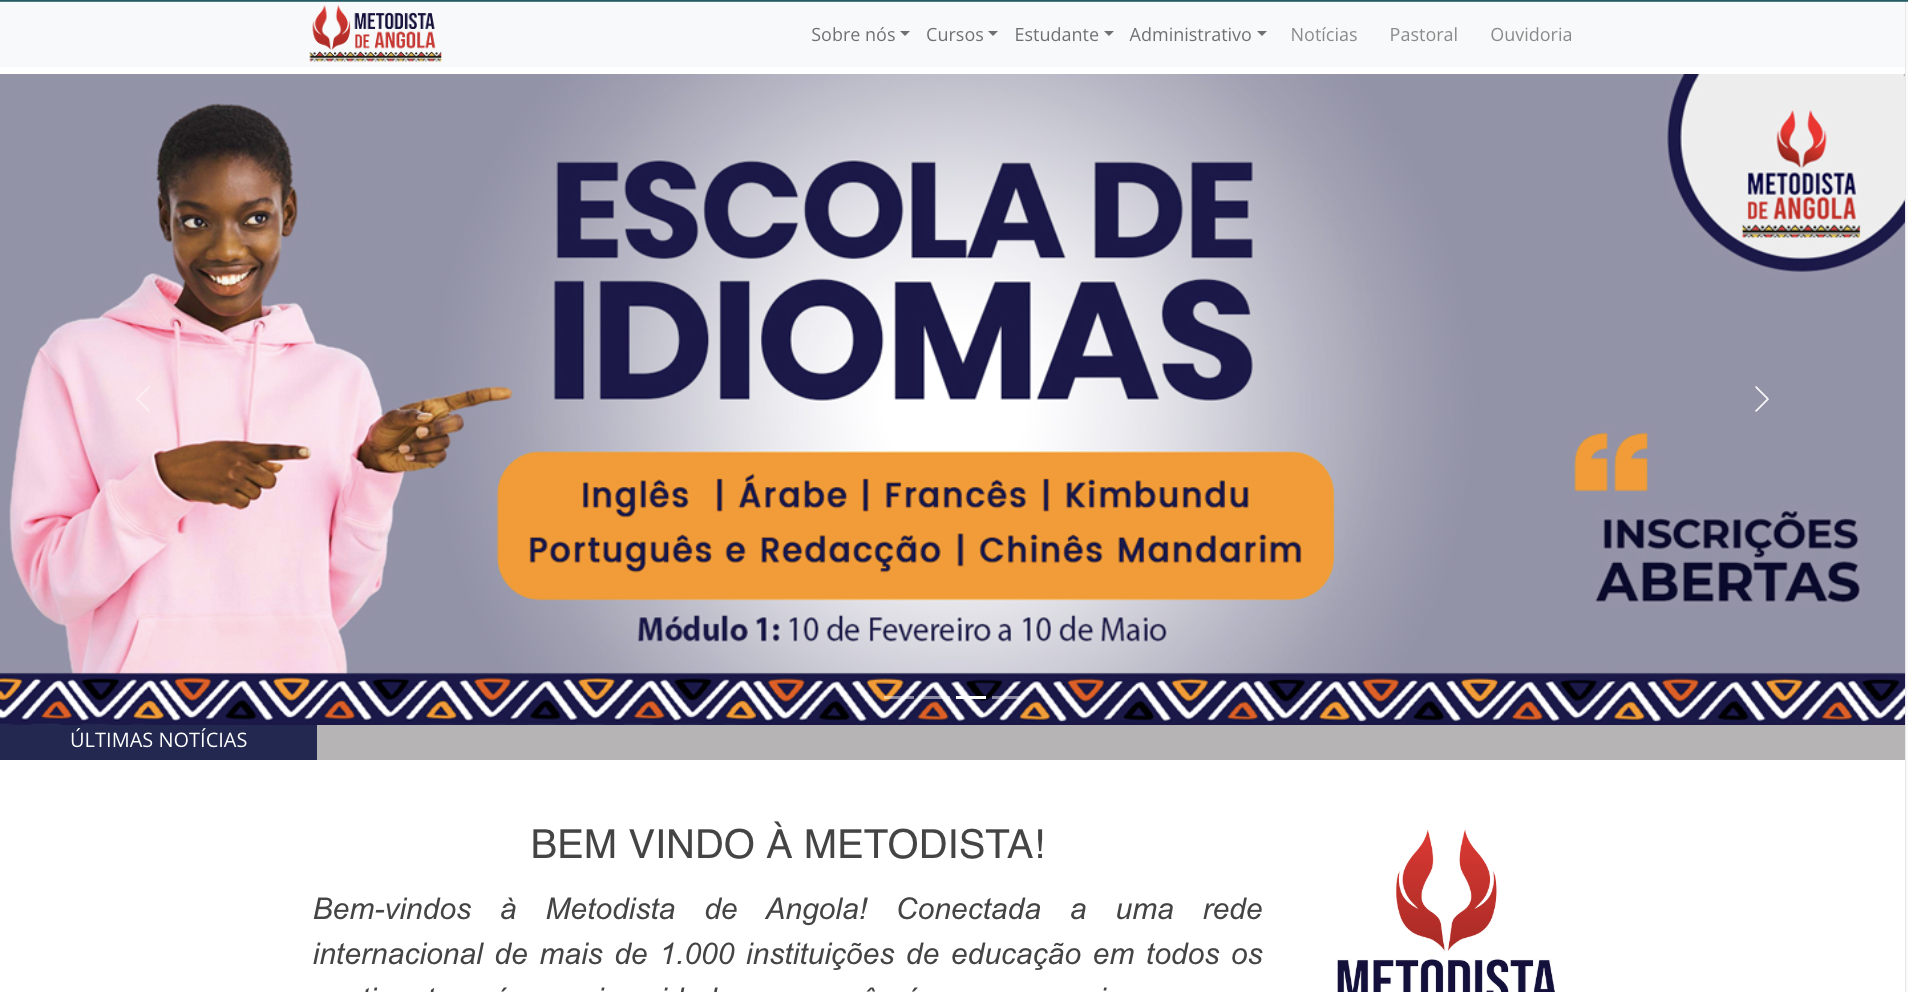 METODISTA
DE ANGOLA
Sobre nós Cursos Estudante Administrativo Notícias Pastoral Ouvidoria
ESCOLA DE
IDIOMAS
METODISTA
DE ANGOLA
Inglês | Árabe | Francês | Kimbundu
Português e Redacção | Chinês Mandarim
INSCRIÇÕES
ABERTAS
Módulo 1: 10 de Fevereiro a 10 de Maio
ÚLTIMAS NOTÍCIAS
BEM VINDO À METODISTA!
Bem-vindos à Metodista de Angola! Conectada a uma rede
internacional de mais de 1.000 instituições de educação em todos os
METODISTA